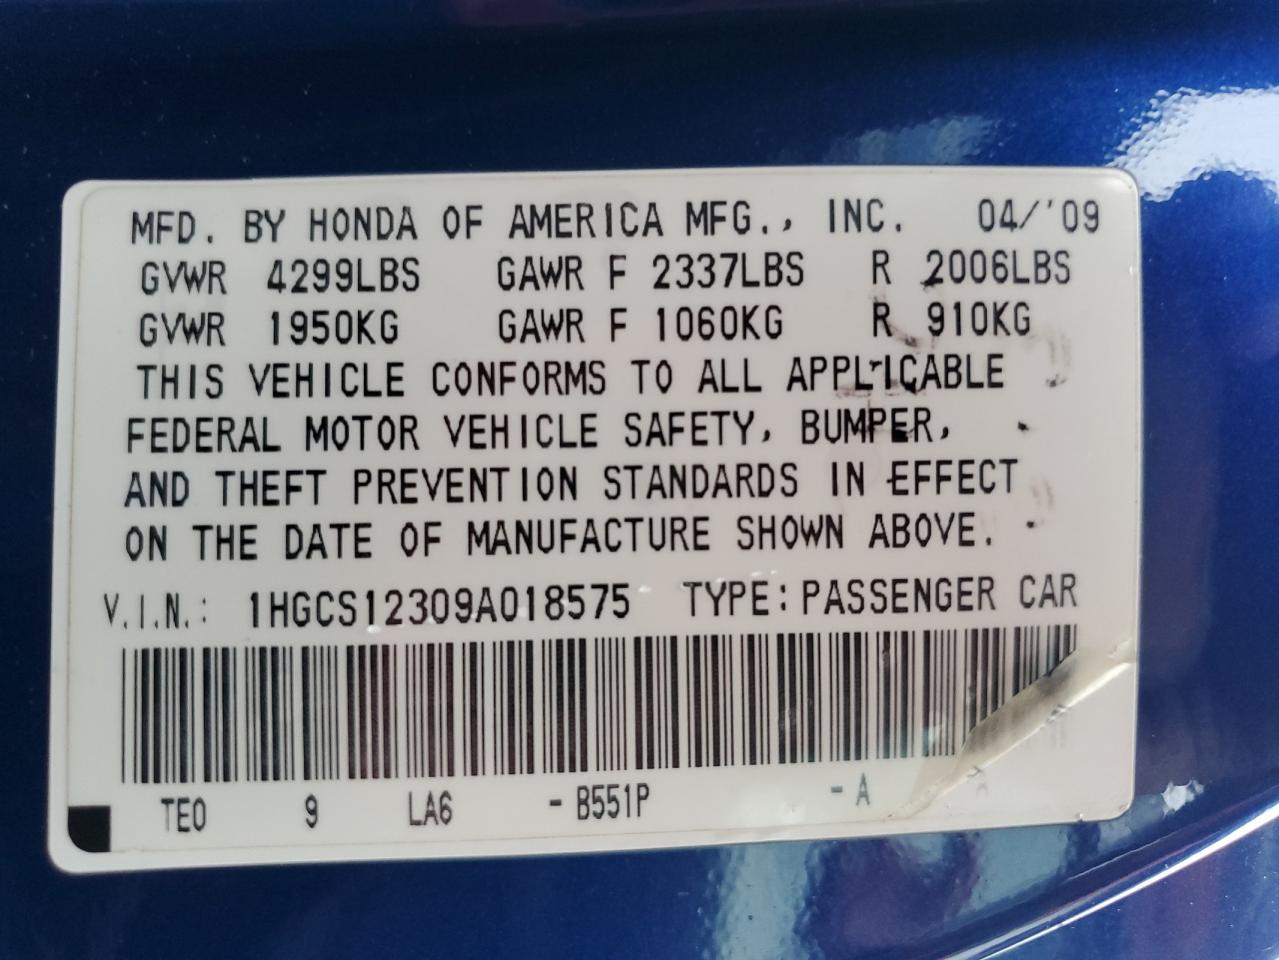 MFD. BY HONDA OF AMERICA MFG., INC. 04/'09
GVWR 4299LBS GAWR F 2337LBS R 2006LBS
GVWR 1950KG GAWR F 1060KG R 910KG
THIS VEHICLE CONFORMS TO ALL APPLICABLE
FEDERAL MOTOR VEHICLE SAFETY, BUMPER,
AND THEFT PREVENTION STANDARDS IN EFFECT
ON THE DATE OF MANUFACTURE SHOWN ABOVE.
V.I.N.: 1HGCS12309A018575 TYPE: PASSENGER CAR
TE0 9 LA6 - B551P - A A